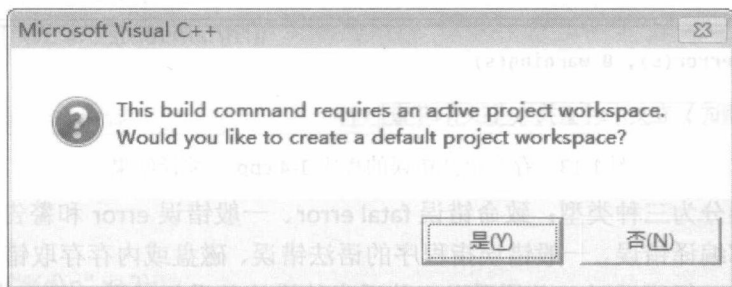 Microsoft Visual C++
This build command requires an active project workspace.
Would you like to create a default project workspace?
是(Y)
否(N)